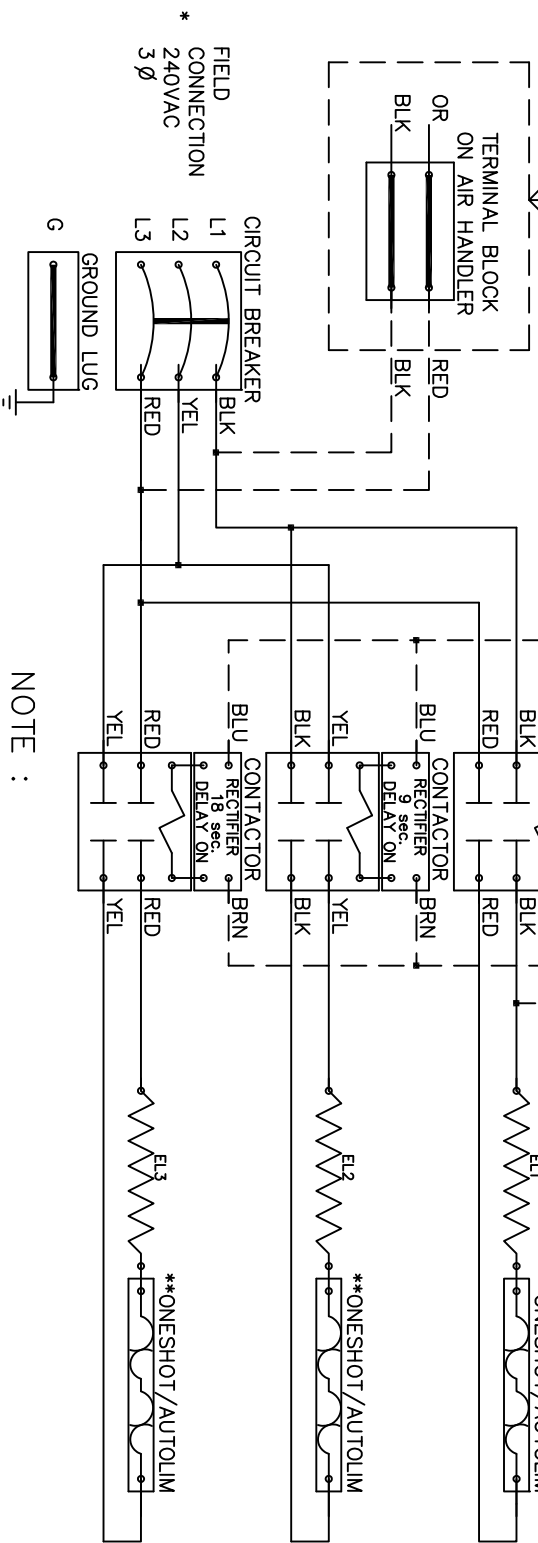 *
FIELD
CONNECTION
240VAC
3Ø
TERMINAL BLOCK
ON AIR HANDLER
OR
BLK
RED
BLK
CIRCUIT BREAKER
L1
L2
L3
BLK
YEL
RED
GROUND LUG
G
BLK
RED
BLK
RED
EL1
CONTACTOR
BLU
RECTIFIER
9 sec.
DELAY ON
BRN
YEL
BLK
YEL
BLK
EL2
**ONESHOT/AUTOLIM
CONTACTOR
BLU
RECTIFIER
18 sec.
DELAY ON
BRN
RED
YEL
RED
YEL
EL3
**ONESHOT/AUTOLIM
NOTE :